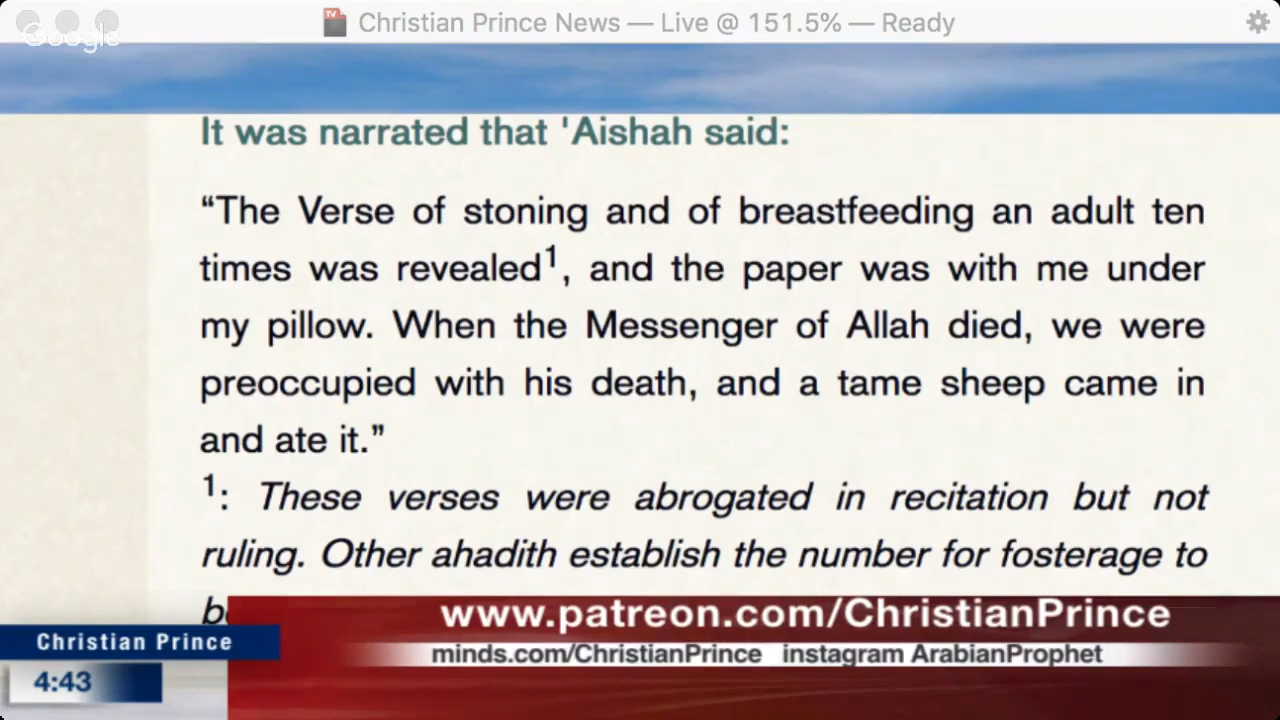 Christian Prince News — Live @ 151.5% — Ready
Google
It was narrated that 'Aishah said:
“The Verse of stoning and of breastfeeding an adult ten
times was revealed¹, and the paper was with me under
my pillow. When the Messenger of Allah died, we were
preoccupied with his death, and a tame sheep came in
and ate it.”
¹: These verses were abrogated in recitation but not
ruling. Other ahadith establish the number for fosterage to
www.patreon.com/ChristianPrince
Christian Prince
minds.com/ChristianPrince instagram ArabianProphet
4:43